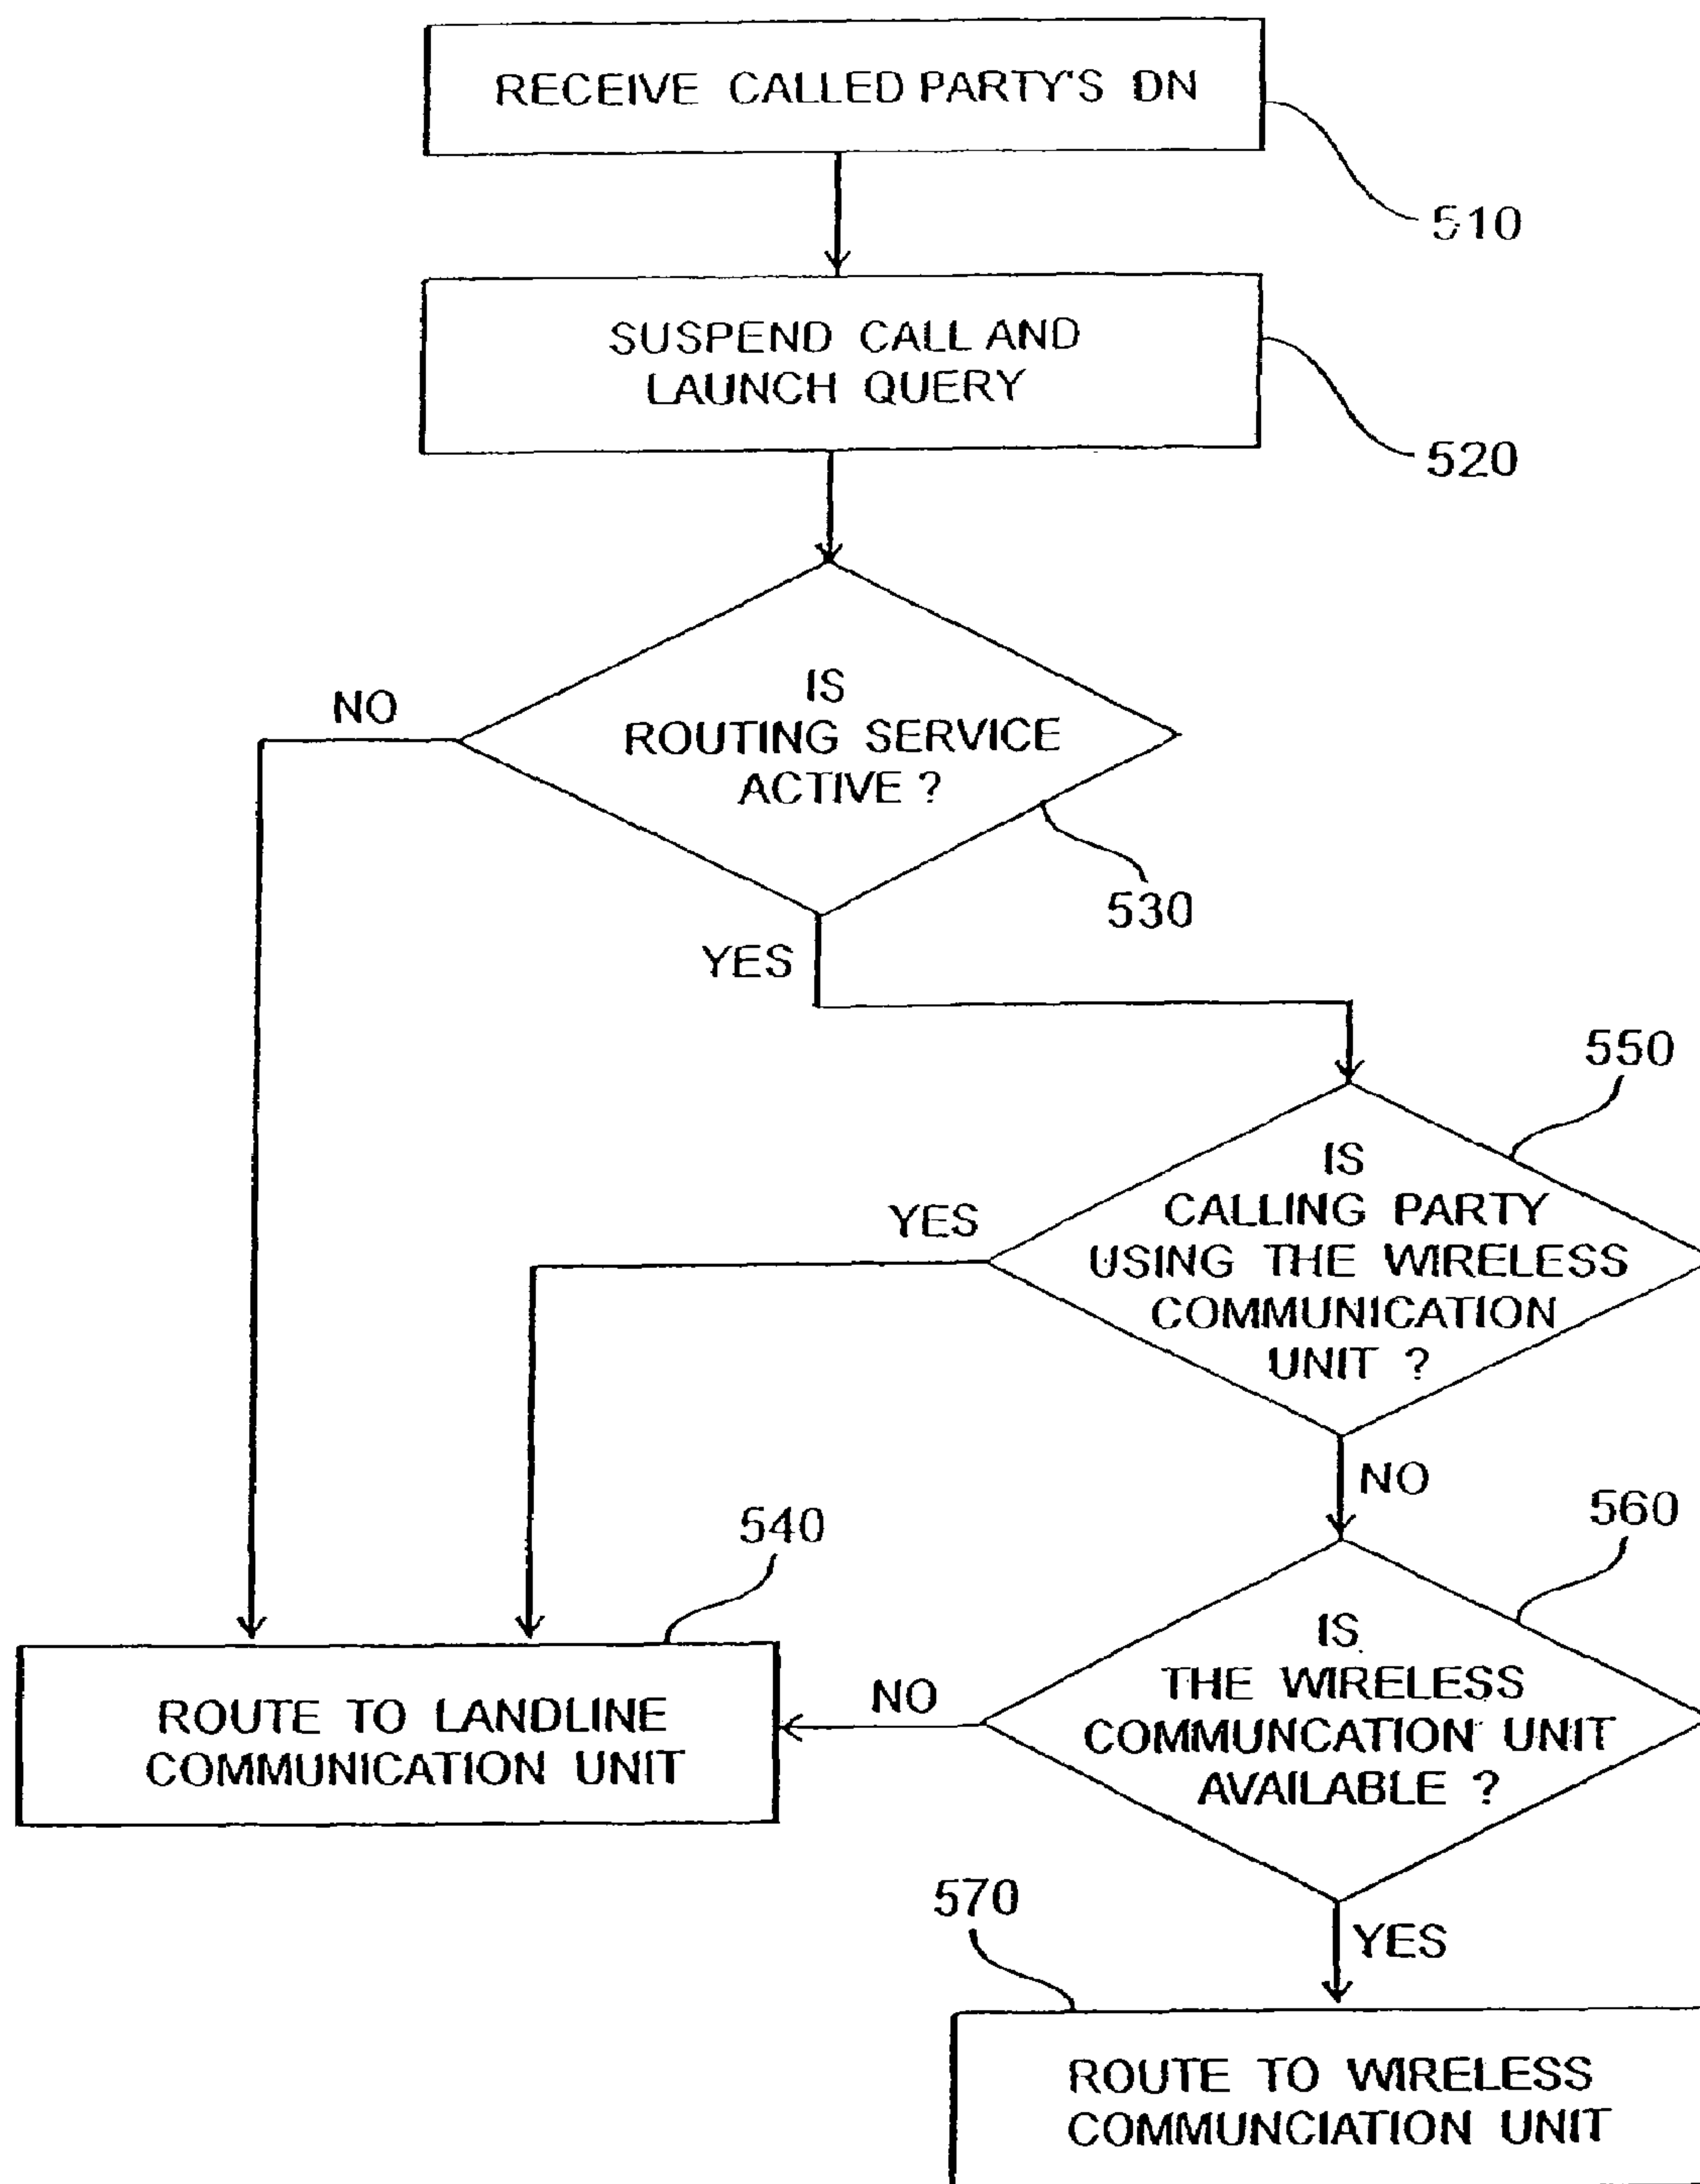 RECEIVE CALLED PARTY'S DN
510
SUSPEND CALL AND
LAUNCH QUERY
520
IS
ROUTING SERVICE
ACTIVE ?
NO
530
YES
550
IS
CALLING PARTY
USING THE WIRELESS
COMMUNICATION
UNIT ?
YES
NO
540
560
ROUTE TO LANDLINE
COMMUNICATION UNIT
NO
IS
THE WIRELESS
COMMUNCATION UNIT
AVAILABLE ?
570
YES
ROUTE TO WIRELESS
COMMUNCIATION UNIT